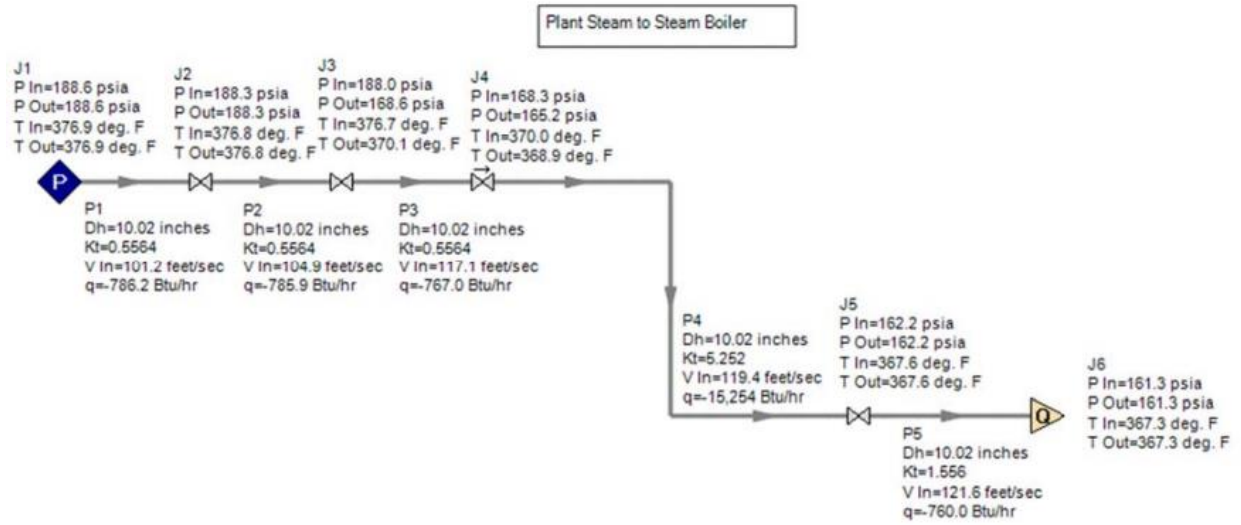 Plant Steam to Steam Boiler
J1
P In=188.6 psia
P Out=188.6 psia
T In=376.9 deg. F
T Out=376.9 deg. F
J2
P In=188.3 psia
P Out=188.3 psia
T In=376.8 deg. F
T Out=376.8 deg. F
J3
P In=188.0 psia
P Out=168.6 psia
T In=376.7 deg. F
T Out=370.1 deg. F
J4
P In=168.3 psia
P Out=165.2 psia
T In=370.0 deg. F
T Out=368.9 deg. F
P
P1
Dh=10.02 inches
Kt=0.5564
V In=101.2 feet/sec
q=-786.2 Btu/hr
P2
Dh=10.02 inches
Kt=0.5564
V In=104.9 feet/sec
q=-785.9 Btu/hr
P3
Dh=10.02 inches
Kt=0.5564
V In=117.1 feet/sec
q=-767.0 Btu/hr
P4
Dh=10.02 inches
Kt=5.252
V In=119.4 feet/sec
q=-15,254 Btu/hr
J5
P In=162.2 psia
P Out=162.2 psia
T In=367.6 deg. F
T Out=367.6 deg. F
Q
J6
P In=161.3 psia
P Out=161.3 psia
T In=367.3 deg. F
T Out=367.3 deg. F
P5
Dh=10.02 inches
Kt=1.556
V In=121.6 feet/sec
q=-760.0 Btu/hr